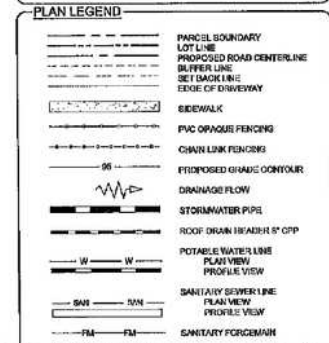 PLAN LEGEND
PARCEL BOUNDARY
LOT LINE
PROPOSED ROAD CENTERLINE
BUFFER LINE
SET BACK LINE
EDGE OF DRIVEWAY
SIDEWALK
PVC OPAQUE FENCING
CHAIN LINK FENCING
96 PROPOSED GRADE CONTOUR
DRAINAGE FLOW
STORMWATER PIPE
ROOF DRAIN HEADER 8" CPP
POTABLE WATER LINE
W W PLAN VIEW
PROFILE VIEW
SANITARY SEWER LINE
SAN SAN PLAN VIEW
PROFILE VIEW
FM FM SANITARY FORCEMAIN